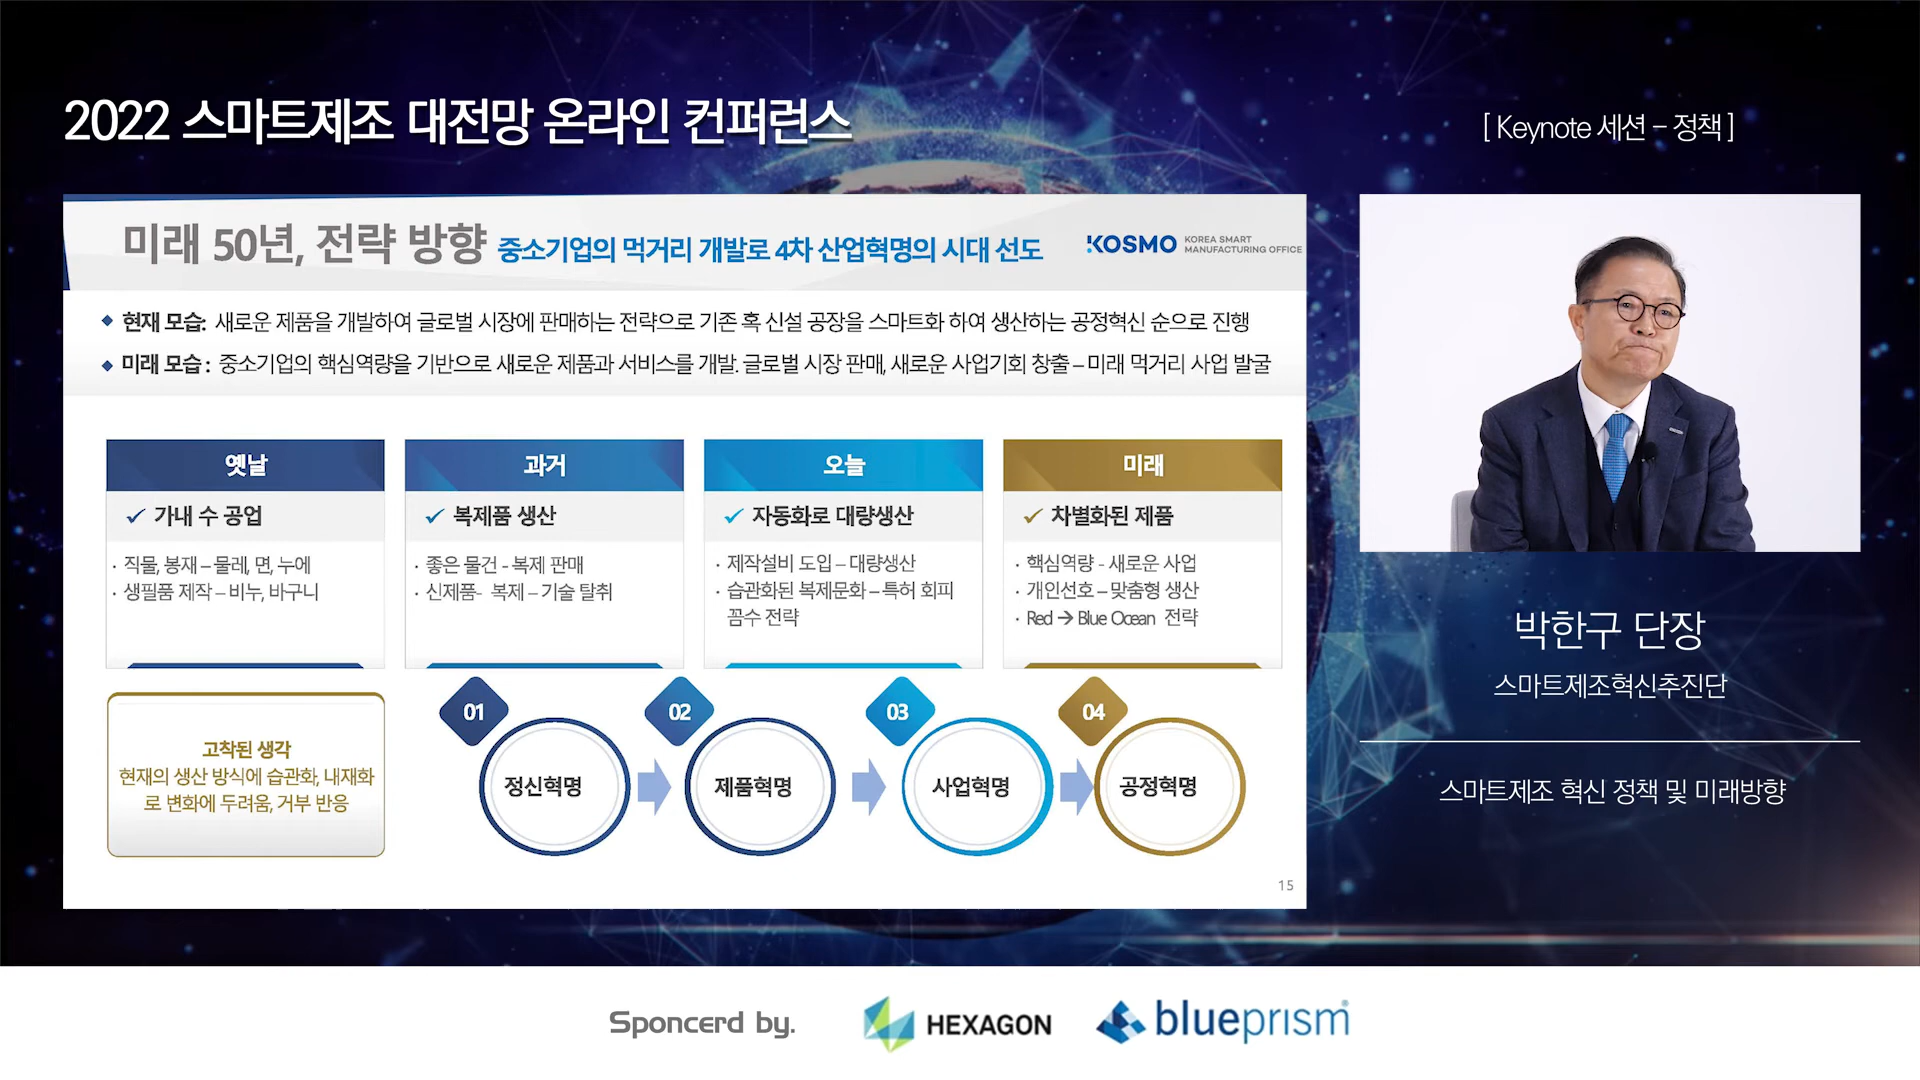 2022 스마트제조 대전망 온라인 컨퍼런스
[ Keynote 세션 – 정책 ]
미래 50년, 전략 방향 중소기업의 먹거리 개발로 4차 산업혁명의 시대 선도
KOSMO KOREA SMART
MANUFACTURING OFFICE
◆ 현재 모습: 새로운 제품을 개발하여 글로벌 시장에 판매하는 전략으로 기존 혹 신설 공장을 스마트화 하여 생산하는 공정혁신 순으로 진행
◆ 미래 모습 : 중소기업의 핵심역량을 기반으로 새로운 제품과 서비스를 개발. 글로벌 시장 판매, 새로운 사업기회 창출 – 미래 먹거리 사업 발굴
옛날
✓ 가내 수 공업
· 직물, 봉재 – 물레, 면, 누에
· 생필품 제작 – 비누, 바구니
과거
✓ 복제품 생산
· 좋은 물건 - 복제 판매
· 신제품- 복제 – 기술 탈취
오늘
✓ 자동화로 대량생산
· 제작설비 도입 – 대량생산
· 습관화된 복제문화 – 특허 회피
꼼수 전략
미래
✓ 차별화된 제품
· 핵심역량 - 새로운 사업
· 개인선호 – 맞춤형 생산
· Red → Blue Ocean 전략
고착된 생각
현재의 생산 방식에 습관화, 내재화
로 변화에 두려움, 거부 반응
01
정신혁명
02
제품혁명
03
사업혁명
04
공정혁명
15
박한구 단장
스마트제조혁신추진단
스마트제조 혁신 정책 및 미래방향
Sponcerd by.
HEXAGON
blueprism